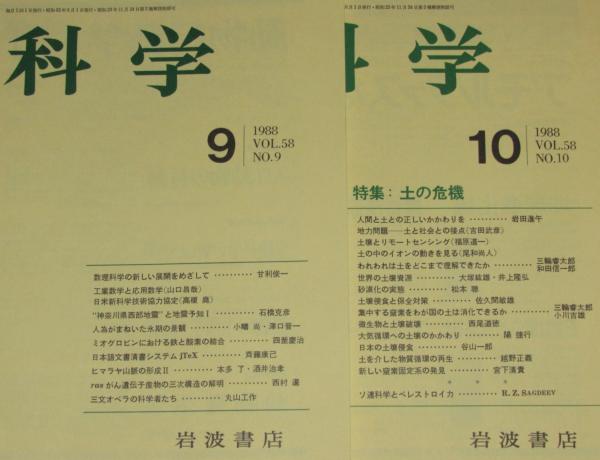 科学
9
1988
VOL.58
NO.9
数理科学の新しい展開をめざして ………… 甘利俊一
工業数学と応用数学(山口昌哉)
日米新科学技術協力協定(高榎 堯)
"神奈川県西部地震"と地震予知Ⅰ ………… 石橋克彦
人為がまねいた氷期の景観 ………… 小疇 尚・澤口晋一
ミオグロビンにおける鉄と酸素の結合 ………… 四釜慶治
日本語文書清書システムJTeX ………… 斉藤康己
ヒマラヤ山脈の形成Ⅱ ………… 本多 了・酒井治孝
rasがん遺伝子産物の三次構造の解明 ………… 西村 暹
三文オペラの科学者たち ………… 丸山工作
岩波書店
科学
10
1988
VOL.58
NO.10
特集: 土の危機
人間と土との正しいかかわりを ………… 岩田進午
地力問題——土と社会との接点(吉田武彦)
土壌とリモートセンシング(福原道一)
土の中のイオンの動きを見る(尾和尚人)
われわれは土をどこまで理解できたか ………… 三輪睿太郎 和田信一郎
世界の土壌資源 ………… 大塚紘雄・井上隆弘
砂漠化の実態 ………… 松本 聰
土壌侵食と保全対策 ………… 佐久間敏雄
集中する窒素をわが国の土は消化できるか ………… 三輪睿太郎 小川吉雄
微生物と土壌破壊 ………… 西尾道徳
大気循環への土壌のかかわり ………… 陽 捷行
日本の土壌侵食 ………… 谷山一郎
土を介した物質循環の再生 ………… 越野正義
新しい窒素固定系の発見 ………… 宮下清貴
* * *
ソ連科学とペレストロイカ ………… R. Z. SAGDEEV
岩波書店